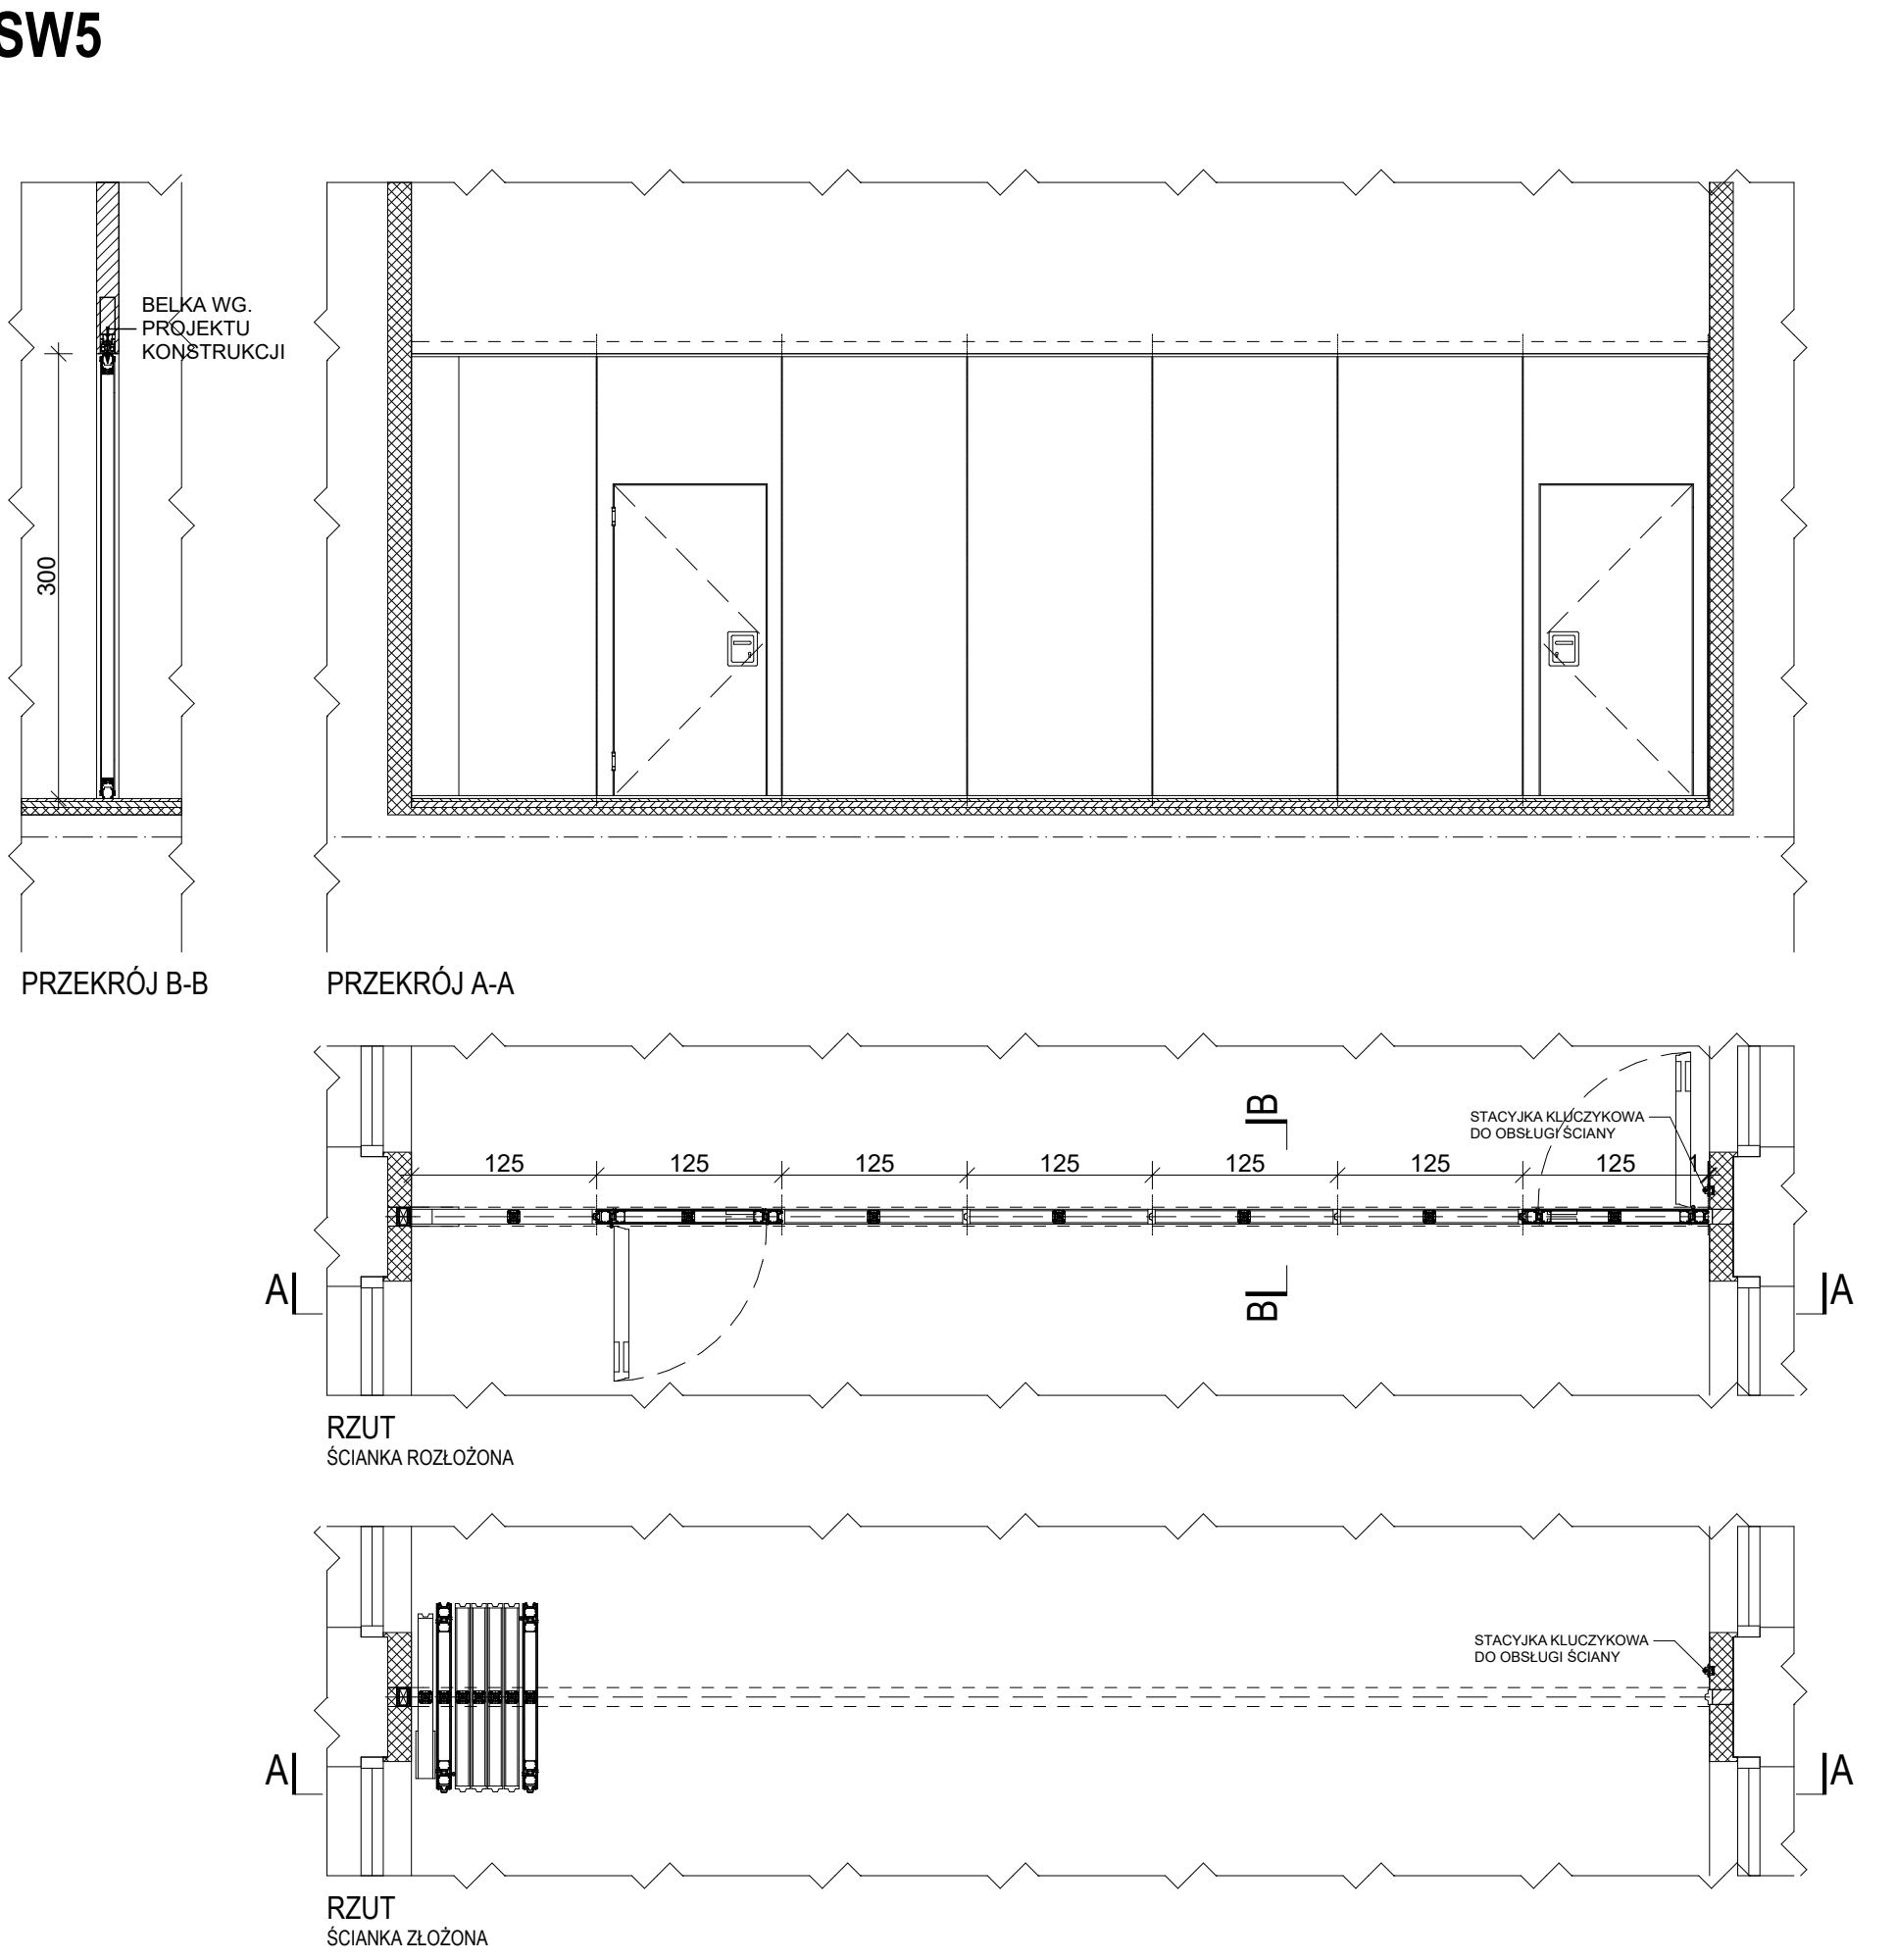 SW5
BELKA WG.
PROJEKTU
KONSTRUKCJI
300
PRZEKRÓJ B-B
PRZEKRÓJ A-A
B
STACYJKA KLUCZYKOWA
DO OBSŁUGI ŚCIANY
125 125 125 125 125 125 125 1
A B A
RZUT
ŚCIANKA ROZŁOŻONA
STACYJKA KLUCZYKOWA
DO OBSŁUGI ŚCIANY
A A
RZUT
ŚCIANKA ZŁOŻONA